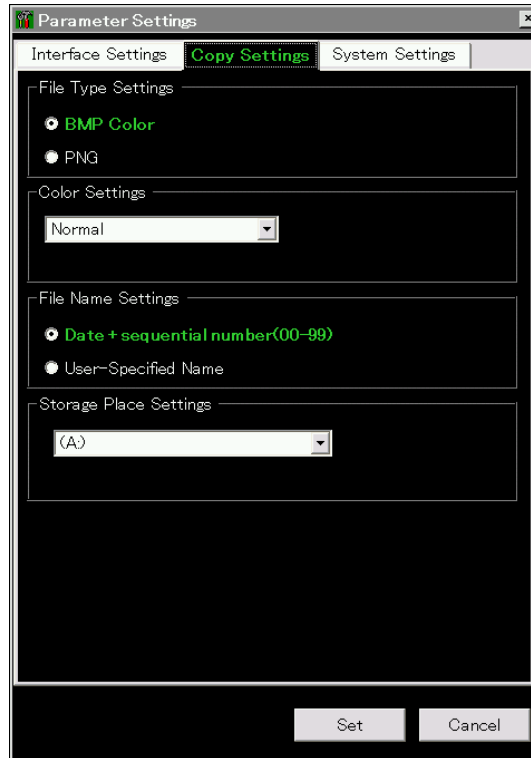 Parameter Settings
Interface Settings Copy Settings System Settings
File Type Settings
BMP Color
PNG
Color Settings
Normal
File Name Settings
Date+sequential number(00-99)
User-Specified Name
Storage Place Settings
(A:)
Set Cancel